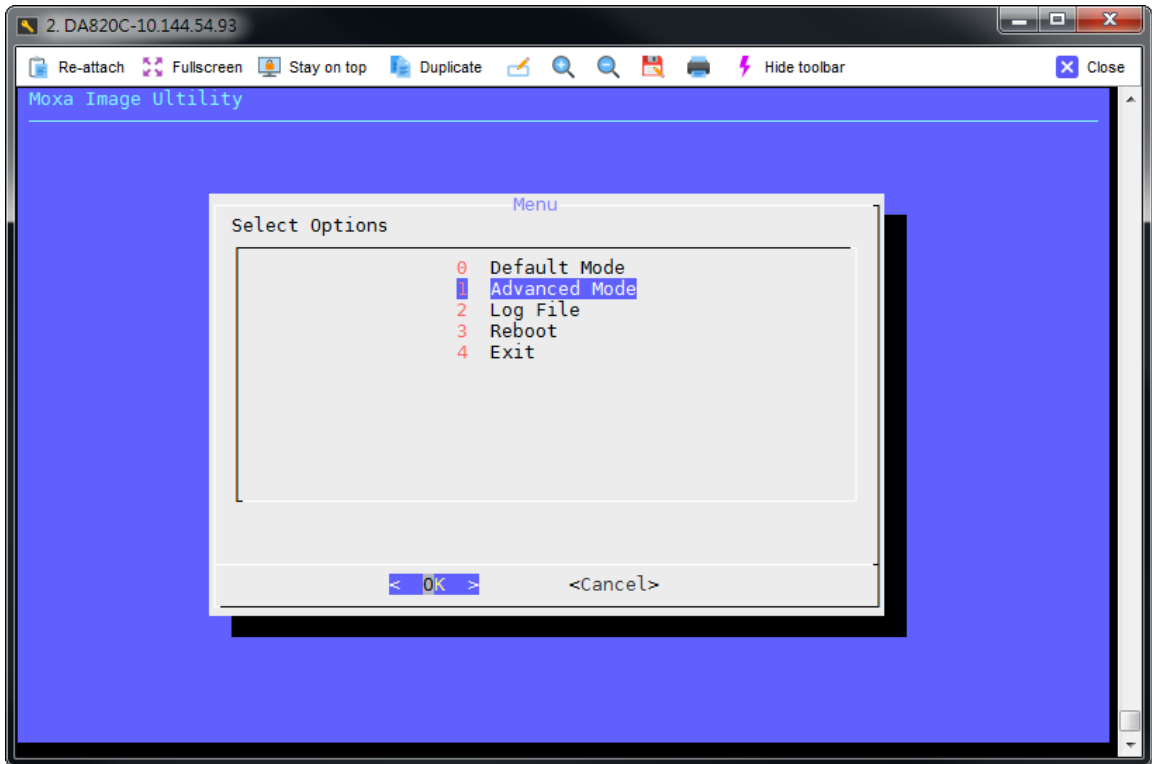 2. DA820C-10.144.54.93
Re-attach Fullscreen Stay on top Duplicate Hide toolbar Close
Moxa Image Ultility
Menu
Select Options
0 Default Mode
1 Advanced Mode
2 Log File
3 Reboot
4 Exit
< OK > <Cancel>